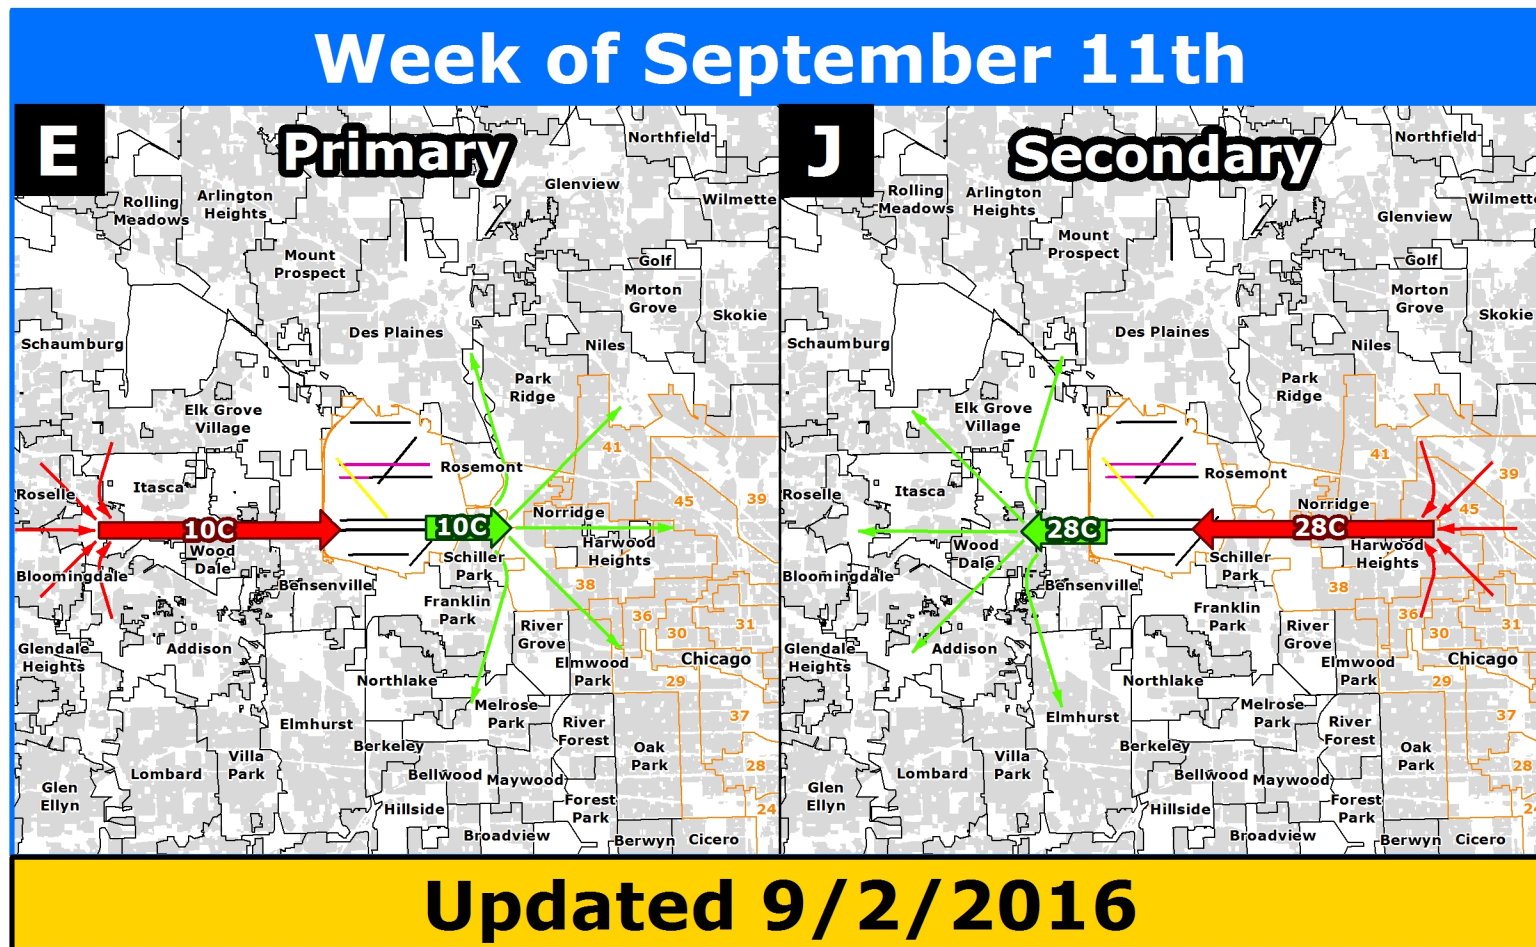 Week of September 11th
E
Primary
Northfield
Glenview
Wilmette
Rolling
Meadows
Arlington
Heights
Mount
Prospect
Golf
Morton
Grove
Skokie
Des Plaines
Schaumburg
Niles
Park
Ridge
Elk Grove
Village
41
Rosemont
Roselle
Itasca
45
39
Norridge
10C
10C
Wood
Dale
Harwood
Heights
Schiller
Park
Bloomingdale
Bensenville
38
Franklin
Park
36
31
30
River
Grove
Glendale
Heights
Addison
Elmwood
Park
Chicago
Northlake
29
Melrose
Park
37
Elmhurst
River
Forest
Berkeley
Oak
Park
Villa
Park
28
Lombard
Bellwood
Maywood
Glen
Ellyn
Hillside
Forest
Park
24
Broadview
Berwyn
Cicero
J
Secondary
Northfield
Rolling
Meadows
Arlington
Heights
Wilmette
Glenview
Mount
Prospect
Golf
Morton
Grove
Skokie
Des Plaines
Schaumburg
Niles
Park
Ridge
Elk Grove
Village
41
Rosemont
39
Roselle
Itasca
Norridge
45
28C
28C
Wood
Dale
Harwood
Heights
Schiller
Park
Bloomingdale
Bensenville
38
Franklin
Park
36
31
30
River
Grove
Glendale
Heights
Addison
Elmwood
Park
Chicago
Northlake
29
Melrose
Park
37
Elmhurst
River
Forest
Berkeley
Oak
Park
Villa
Park
28
Lombard
Bellwood
Maywood
Glen
Ellyn
Hillside
Forest
Park
Broadview
Berwyn
Cicero
Updated 9/2/2016